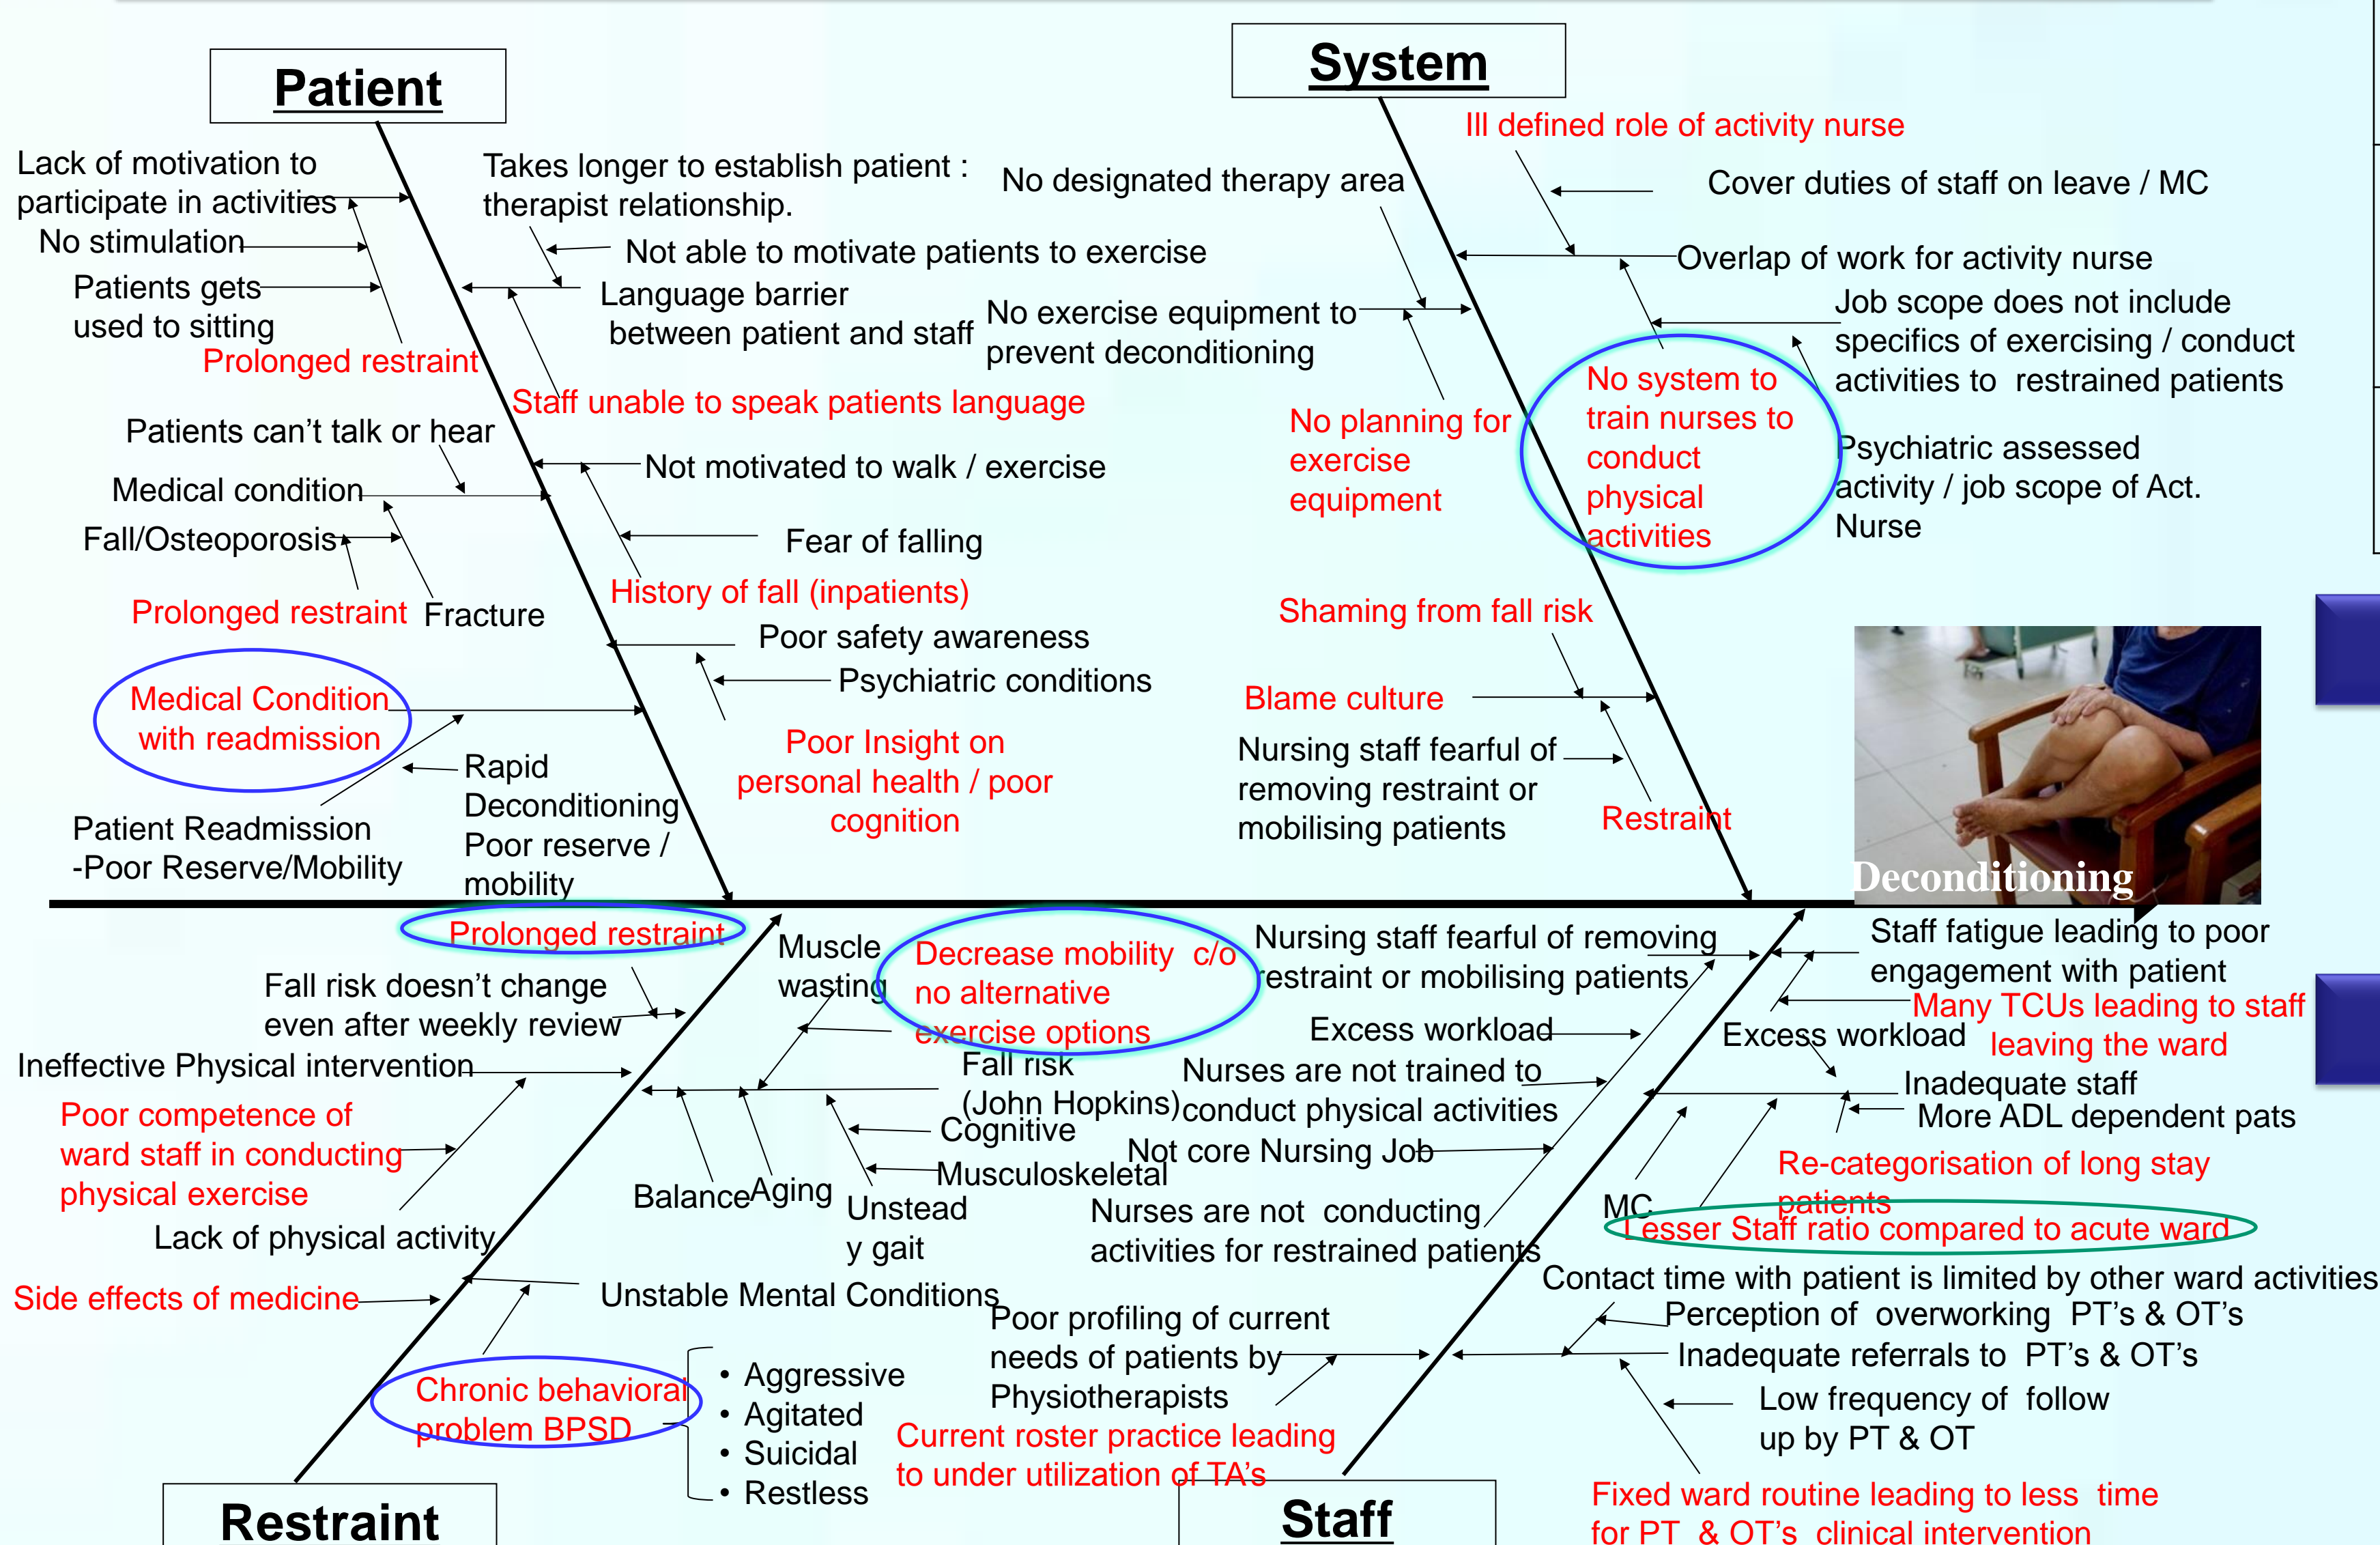 Patient
System
Lack of motivation to
participate in activities
No stimulation
Patients gets
used to sitting
Prolonged restraint
Takes longer to establish patient :
therapist relationship.
Not able to motivate patients to exercise
Language barrier
between patient and staff
Staff unable to speak patients language
Patients can't talk or hear
Medical condition
Fall/Osteoporosis
Prolonged restraint
Fracture
Not motivated to walk / exercise
Fear of falling
History of fall (inpatients)
Poor safety awareness
Psychiatric conditions
Poor Insight on
personal health / poor
cognition
Medical Condition
with readmission
Rapid
Deconditioning
Poor reserve /
mobility
Patient Readmission
-Poor Reserve/Mobility
Ill defined role of activity nurse
No designated therapy area
Cover duties of staff on leave / MC
Overlap of work for activity nurse
No exercise equipment to
prevent deconditioning
Job scope does not include
specifics of exercising / conduct
activities to restrained patients
No planning for
exercise
equipment
No system to
train nurses to
conduct
physical
activities
Psychiatric assessed
activity / job scope of Act.
Nurse
Shaming from fall risk
Blame culture
Nursing staff fearful of
removing restraint or
mobilising patients
Restraint
Deconditioning
Prolonged restraint
Fall risk doesn't change
even after weekly review
Ineffective Physical intervention
Poor competence of
ward staff in conducting
physical exercise
Lack of physical activity
Side effects of medicine
Muscle
wasting
Decrease mobility c/o
no alternative
exercise options
Fall risk
(John Hopkins)
Cognitive
Musculoskeletal
Balance
Aging
Unstead
y gait
Unstable Mental Conditions
Chronic behavioral
problem BPSD
• Aggressive
• Agitated
• Suicidal
• Restless
Restraint
Nursing staff fearful of removing
restraint or mobilising patients
Excess workload
Nurses are not trained to
conduct physical activities
Not core Nursing Job
Nurses are not conducting
activities for restrained patients
Staff fatigue leading to poor
engagement with patient
Many TCUs leading to staff
leaving the ward
Excess workload
Inadequate staff
More ADL dependent pats
Re-categorisation of long stay
patients
MC
Lesser Staff ratio compared to acute ward
Contact time with patient is limited by other ward activities
Perception of overworking PT's & OT's
Inadequate referrals to PT's & OT's
Low frequency of follow
up by PT & OT
Poor profiling of current
needs of patients by
Physiotherapists
Current roster practice leading
to under utilization of TA's
Fixed ward routine leading to less time
for PT & OT's clinical intervention
Staff